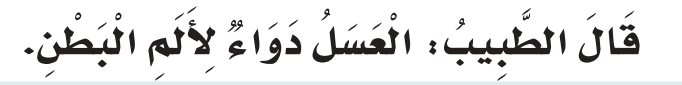 قَالَ الطَّبِيبُ: الْعَسَلُ دَوَاءٌ لِأَلَمِ الْبَطْنِ.